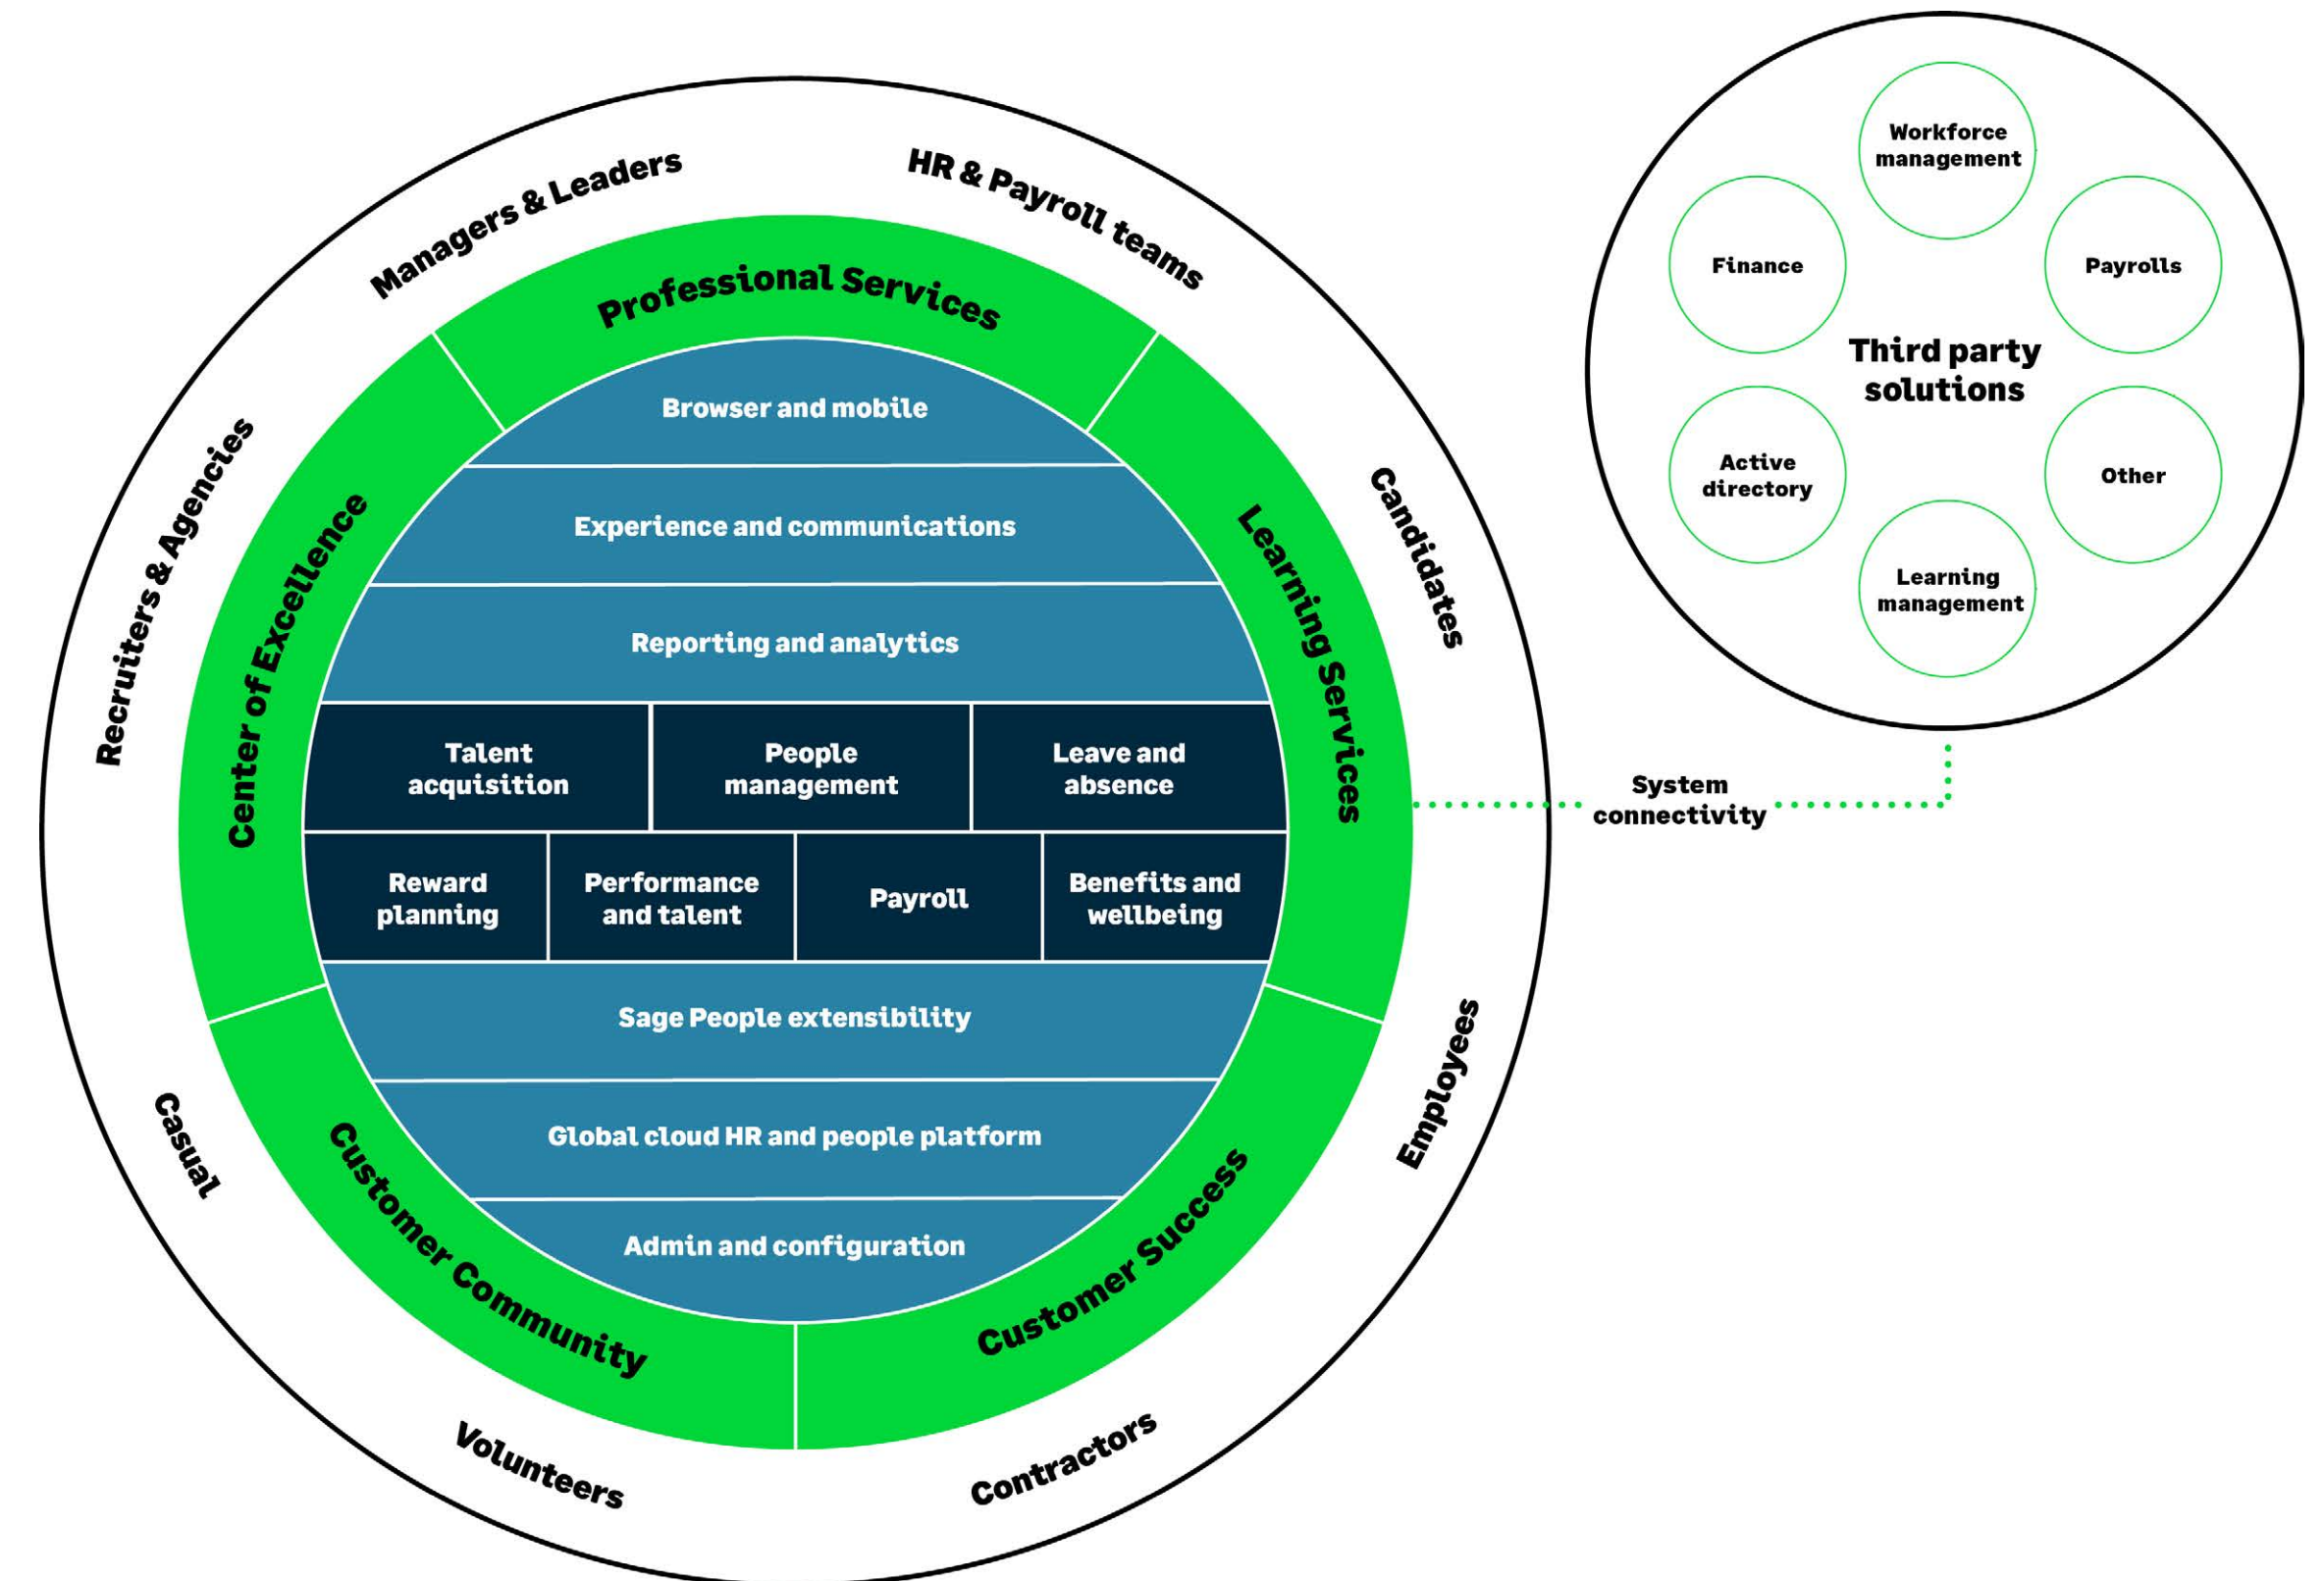 Managers & Leaders
HR & Payroll teams
Recruiters & Agencies
Candidates
Casual
Employees
Volunteers
Contractors
Professional Services
Center of Excellence
Learning Services
Customer Community
Customer Success
Browser and mobile
Experience and communications
Reporting and analytics
Talent
acquisition
People
management
Leave and
absence
Reward
planning
Performance
and talent
Payroll
Benefits and
wellbeing
Sage People extensibility
Global cloud HR and people platform
Admin and configuration
System
connectivity
Third party
solutions
Workforce
management
Finance
Payrolls
Active
directory
Other
Learning
management